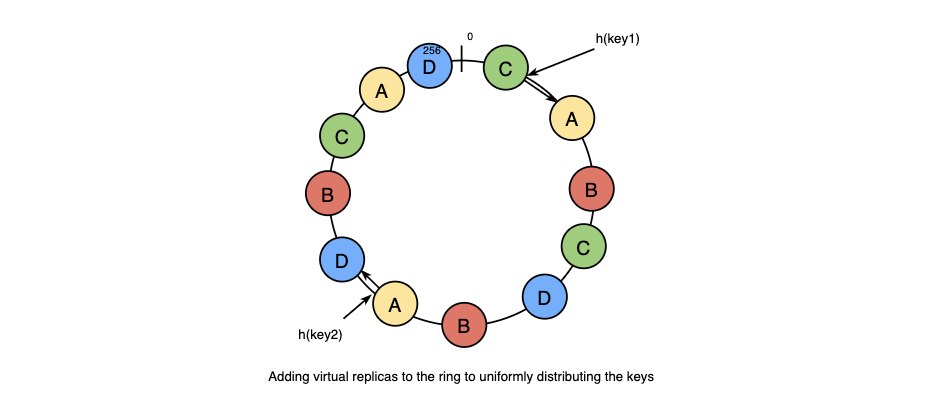 0
h(key1)
256
D
C
A
A
C
B
B
C
D
D
A
B
h(key2)
Adding virtual replicas to the ring to uniformly distributing the keys